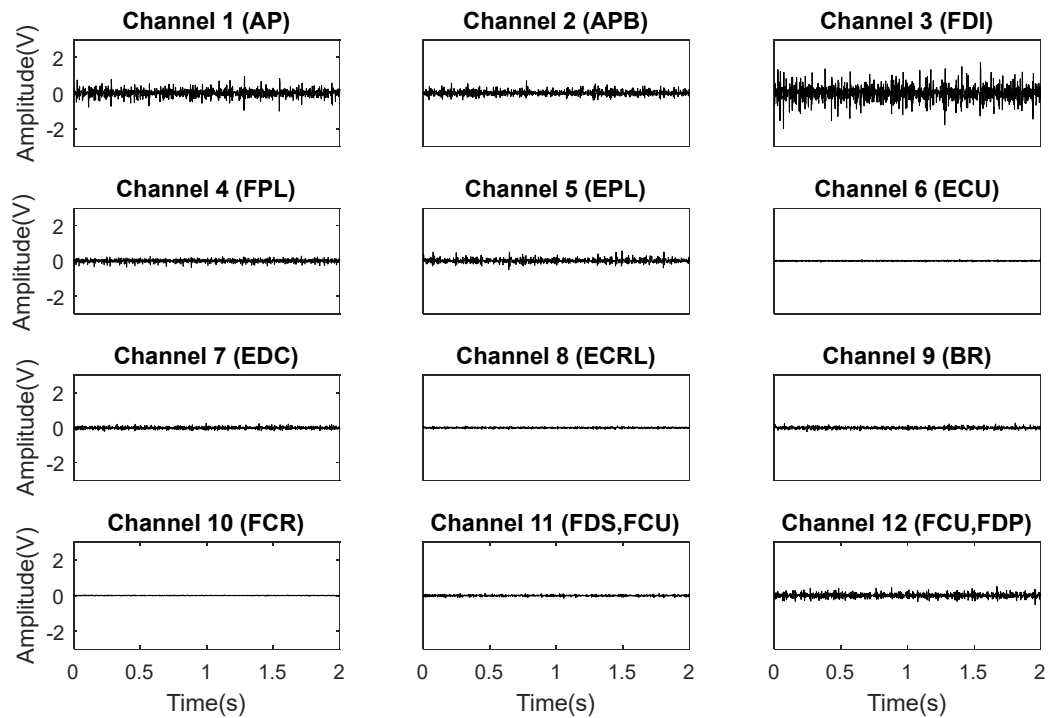 Channel 1 (AP) Channel 2 (APB) Channel 3 (FDI)
Amplitude(V)
2
0
-2
Channel 4 (FPL) Channel 5 (EPL) Channel 6 (ECU)
Amplitude(V)
2
0
-2
Channel 7 (EDC) Channel 8 (ECRL) Channel 9 (BR)
Amplitude(V)
2
0
-2
Channel 10 (FCR) Channel 11 (FDS,FCU) Channel 12 (FCU,FDP)
Amplitude(V)
2
0
-2
0 0.5 1 1.5 2 0 0.5 1 1.5 2 0 0.5 1 1.5 2
Time(s) Time(s) Time(s)